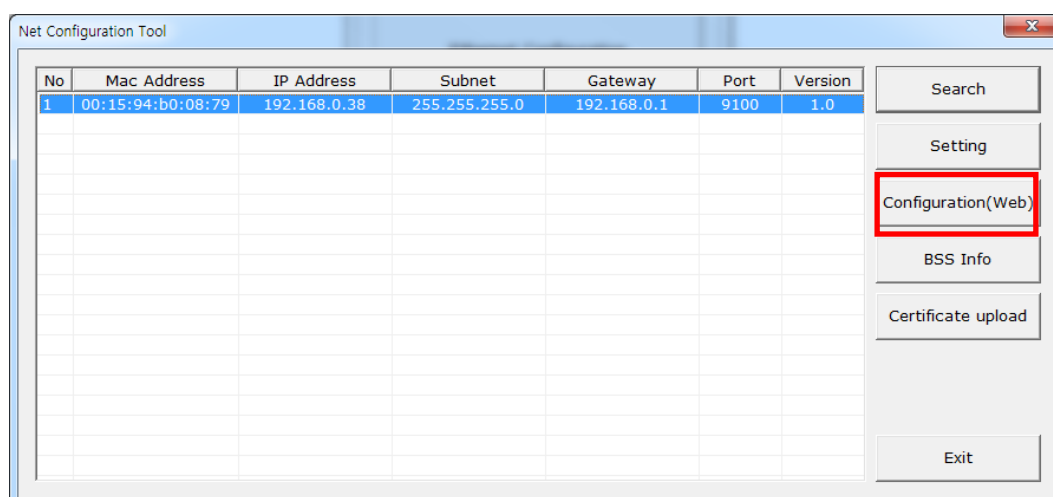 Net Configuration Tool
No Mac Address IP Address Subnet Gateway Port Version
1 00:15:94:b0:08:79 192.168.0.38 255.255.255.0 192.168.0.1 9100 1.0
Search
Setting
Configuration(Web)
BSS Info
Certificate upload
Exit